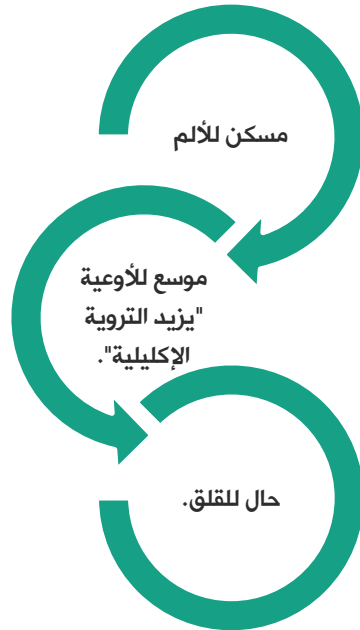 مسكن للألم
موسع للأوعية
"يزيد التروية
الإكليلية".
حال للقلق.